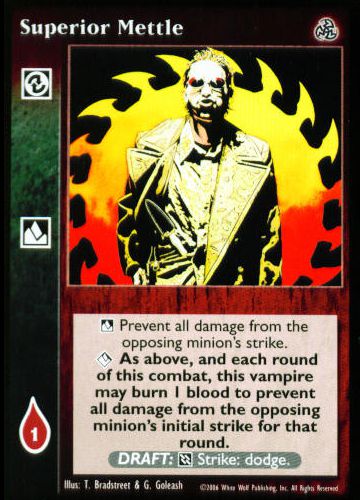 Superior Mettle
Prevent all damage from the
opposing minion's strike.
As above, and each round
of this combat, this vampire
may burn 1 blood to prevent
all damage from the opposing
minion's initial strike for that
round.
DRAFT: Strike: dodge.
1
Illus: T. Bradstreet & G. Goleash ©2006 White Wolf Publishing, Inc. All Rights Reserved